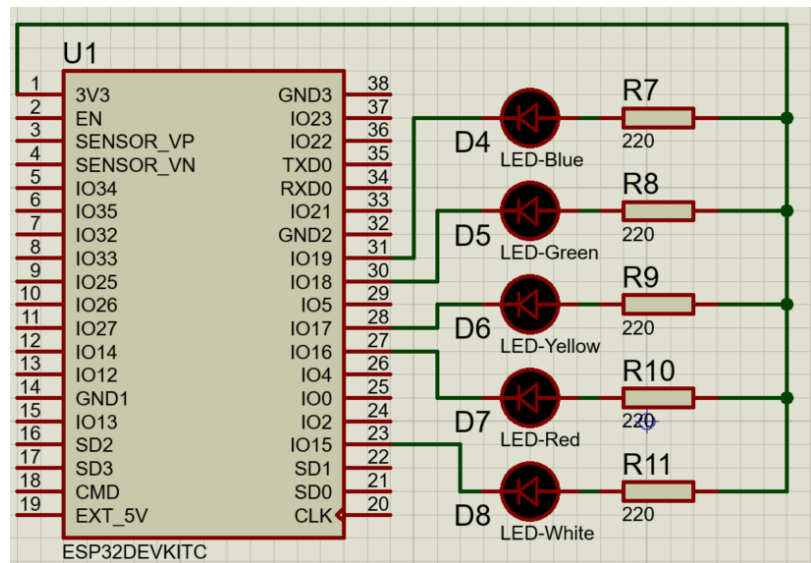 U1
1 3V3 GND3 38
2 EN IO23 37
3 SENSOR_VP IO22 36
4 SENSOR_VN TXD0 35
5 IO34 RXD0 34
6 IO35 IO21 33
7 IO32 GND2 32
8 IO33 IO19 31
9 IO25 IO18 30
10 IO26 IO5 29
11 IO27 IO17 28
12 IO14 IO16 27
13 IO12 IO4 26
14 GND1 IO0 25
15 IO13 IO2 24
16 SD2 IO15 23
17 SD3 SD1 22
18 CMD SD0 21
19 EXT_5V CLK 20
ESP32DEVKITC
R7
D4 220
LED-Blue
R8
D5 220
LED-Green
R9
D6 220
LED-Yellow
R10
D7 220
LED-Red
R11
D8 220
LED-White